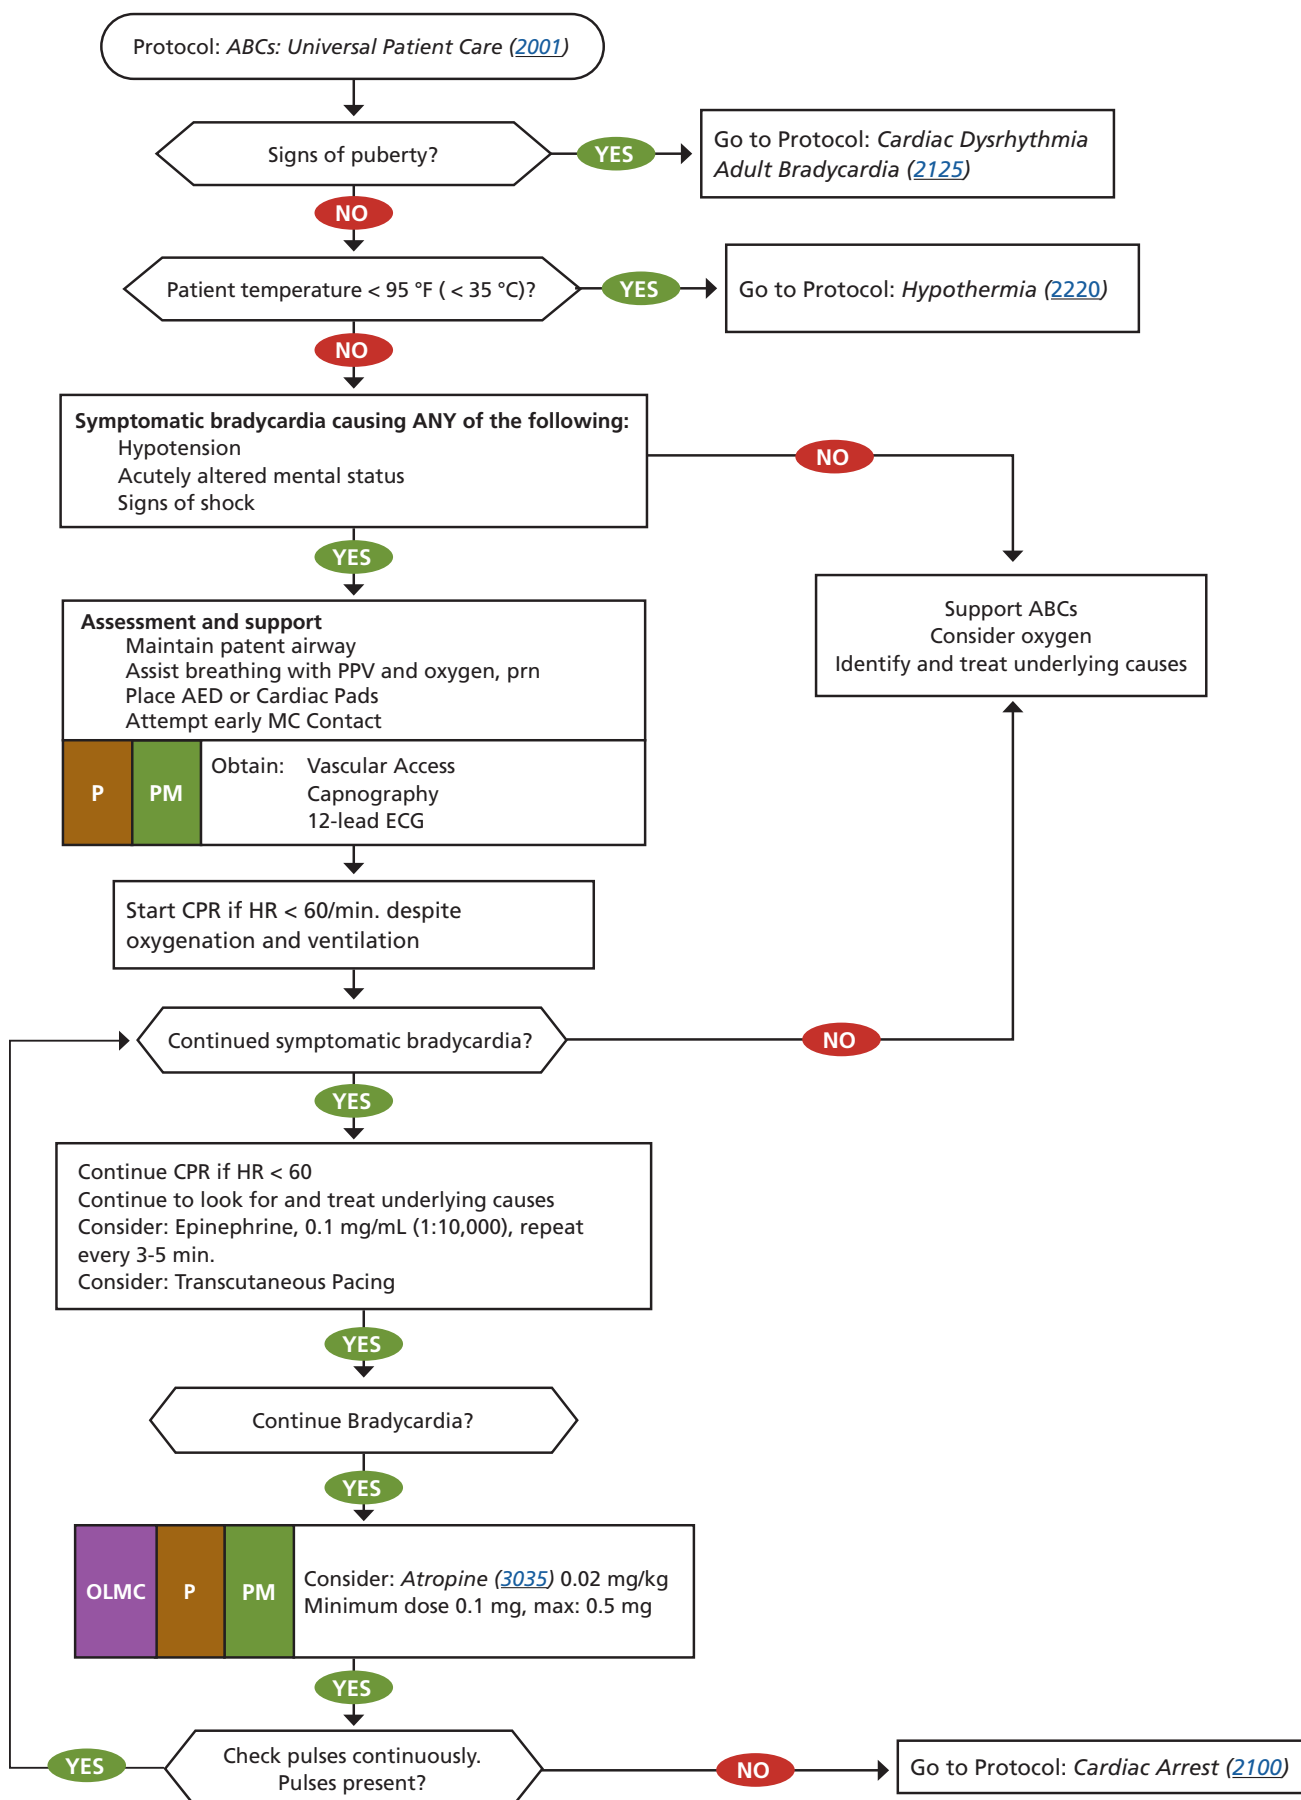 Protocol: ABCs: Universal Patient Care (2001)
Signs of puberty?
YES
Go to Protocol: Cardiac Dysrhythmia
Adult Bradycardia (2125)
NO
Patient temperature < 95 °F ( < 35 °C)?
YES
Go to Protocol: Hypothermia (2220)
NO
Symptomatic bradycardia causing ANY of the following:
Hypotension
Acutely altered mental status
Signs of shock
NO
YES
Support ABCs
Consider oxygen
Identify and treat underlying causes
Assessment and support
Maintain patent airway
Assist breathing with PPV and oxygen, prn
Place AED or Cardiac Pads
Attempt early MC Contact
P
PM
Obtain: Vascular Access
Capnography
12-lead ECG
Start CPR if HR < 60/min. despite
oxygenation and ventilation
Continued symptomatic bradycardia?
NO
YES
Continue CPR if HR < 60
Continue to look for and treat underlying causes
Consider: Epinephrine, 0.1 mg/mL (1:10,000), repeat
every 3-5 min.
Consider: Transcutaneous Pacing
YES
Continue Bradycardia?
YES
OLMC
P
PM
Consider: Atropine (3035) 0.02 mg/kg
Minimum dose 0.1 mg, max: 0.5 mg
YES
Check pulses continuously.
Pulses present?
YES
NO
Go to Protocol: Cardiac Arrest (2100)